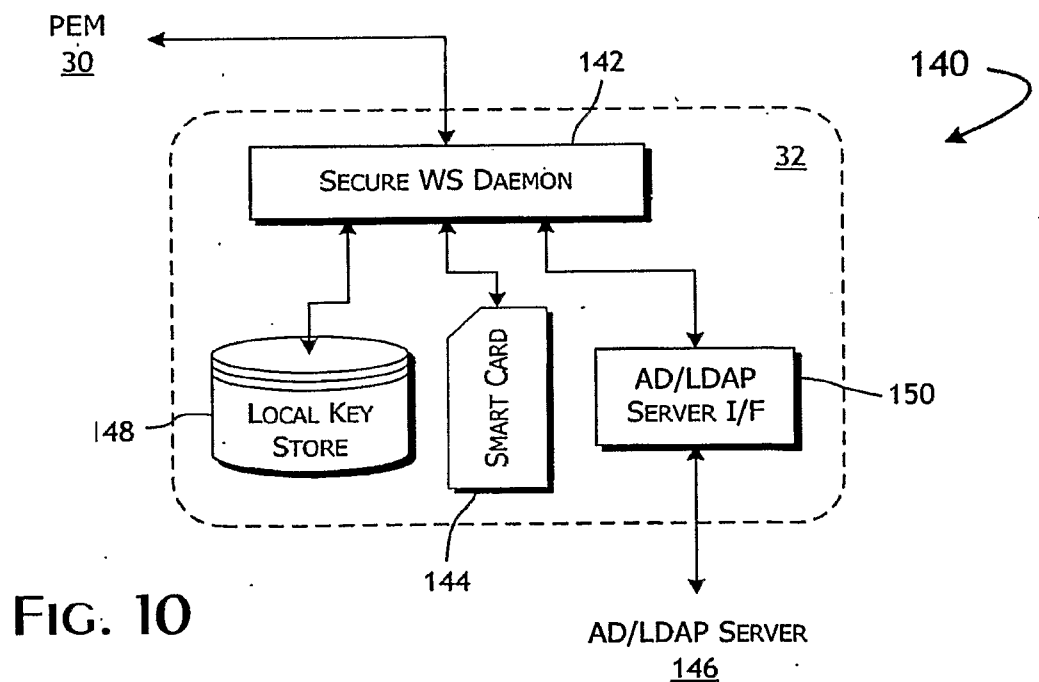 PEM
30
142
140
32
SECURE WS DAEMON
LOCAL KEY
STORE
148
SMART CARD
AD/LDAP
SERVER I/F
150
144
FIG. 10
AD/LDAP SERVER
146